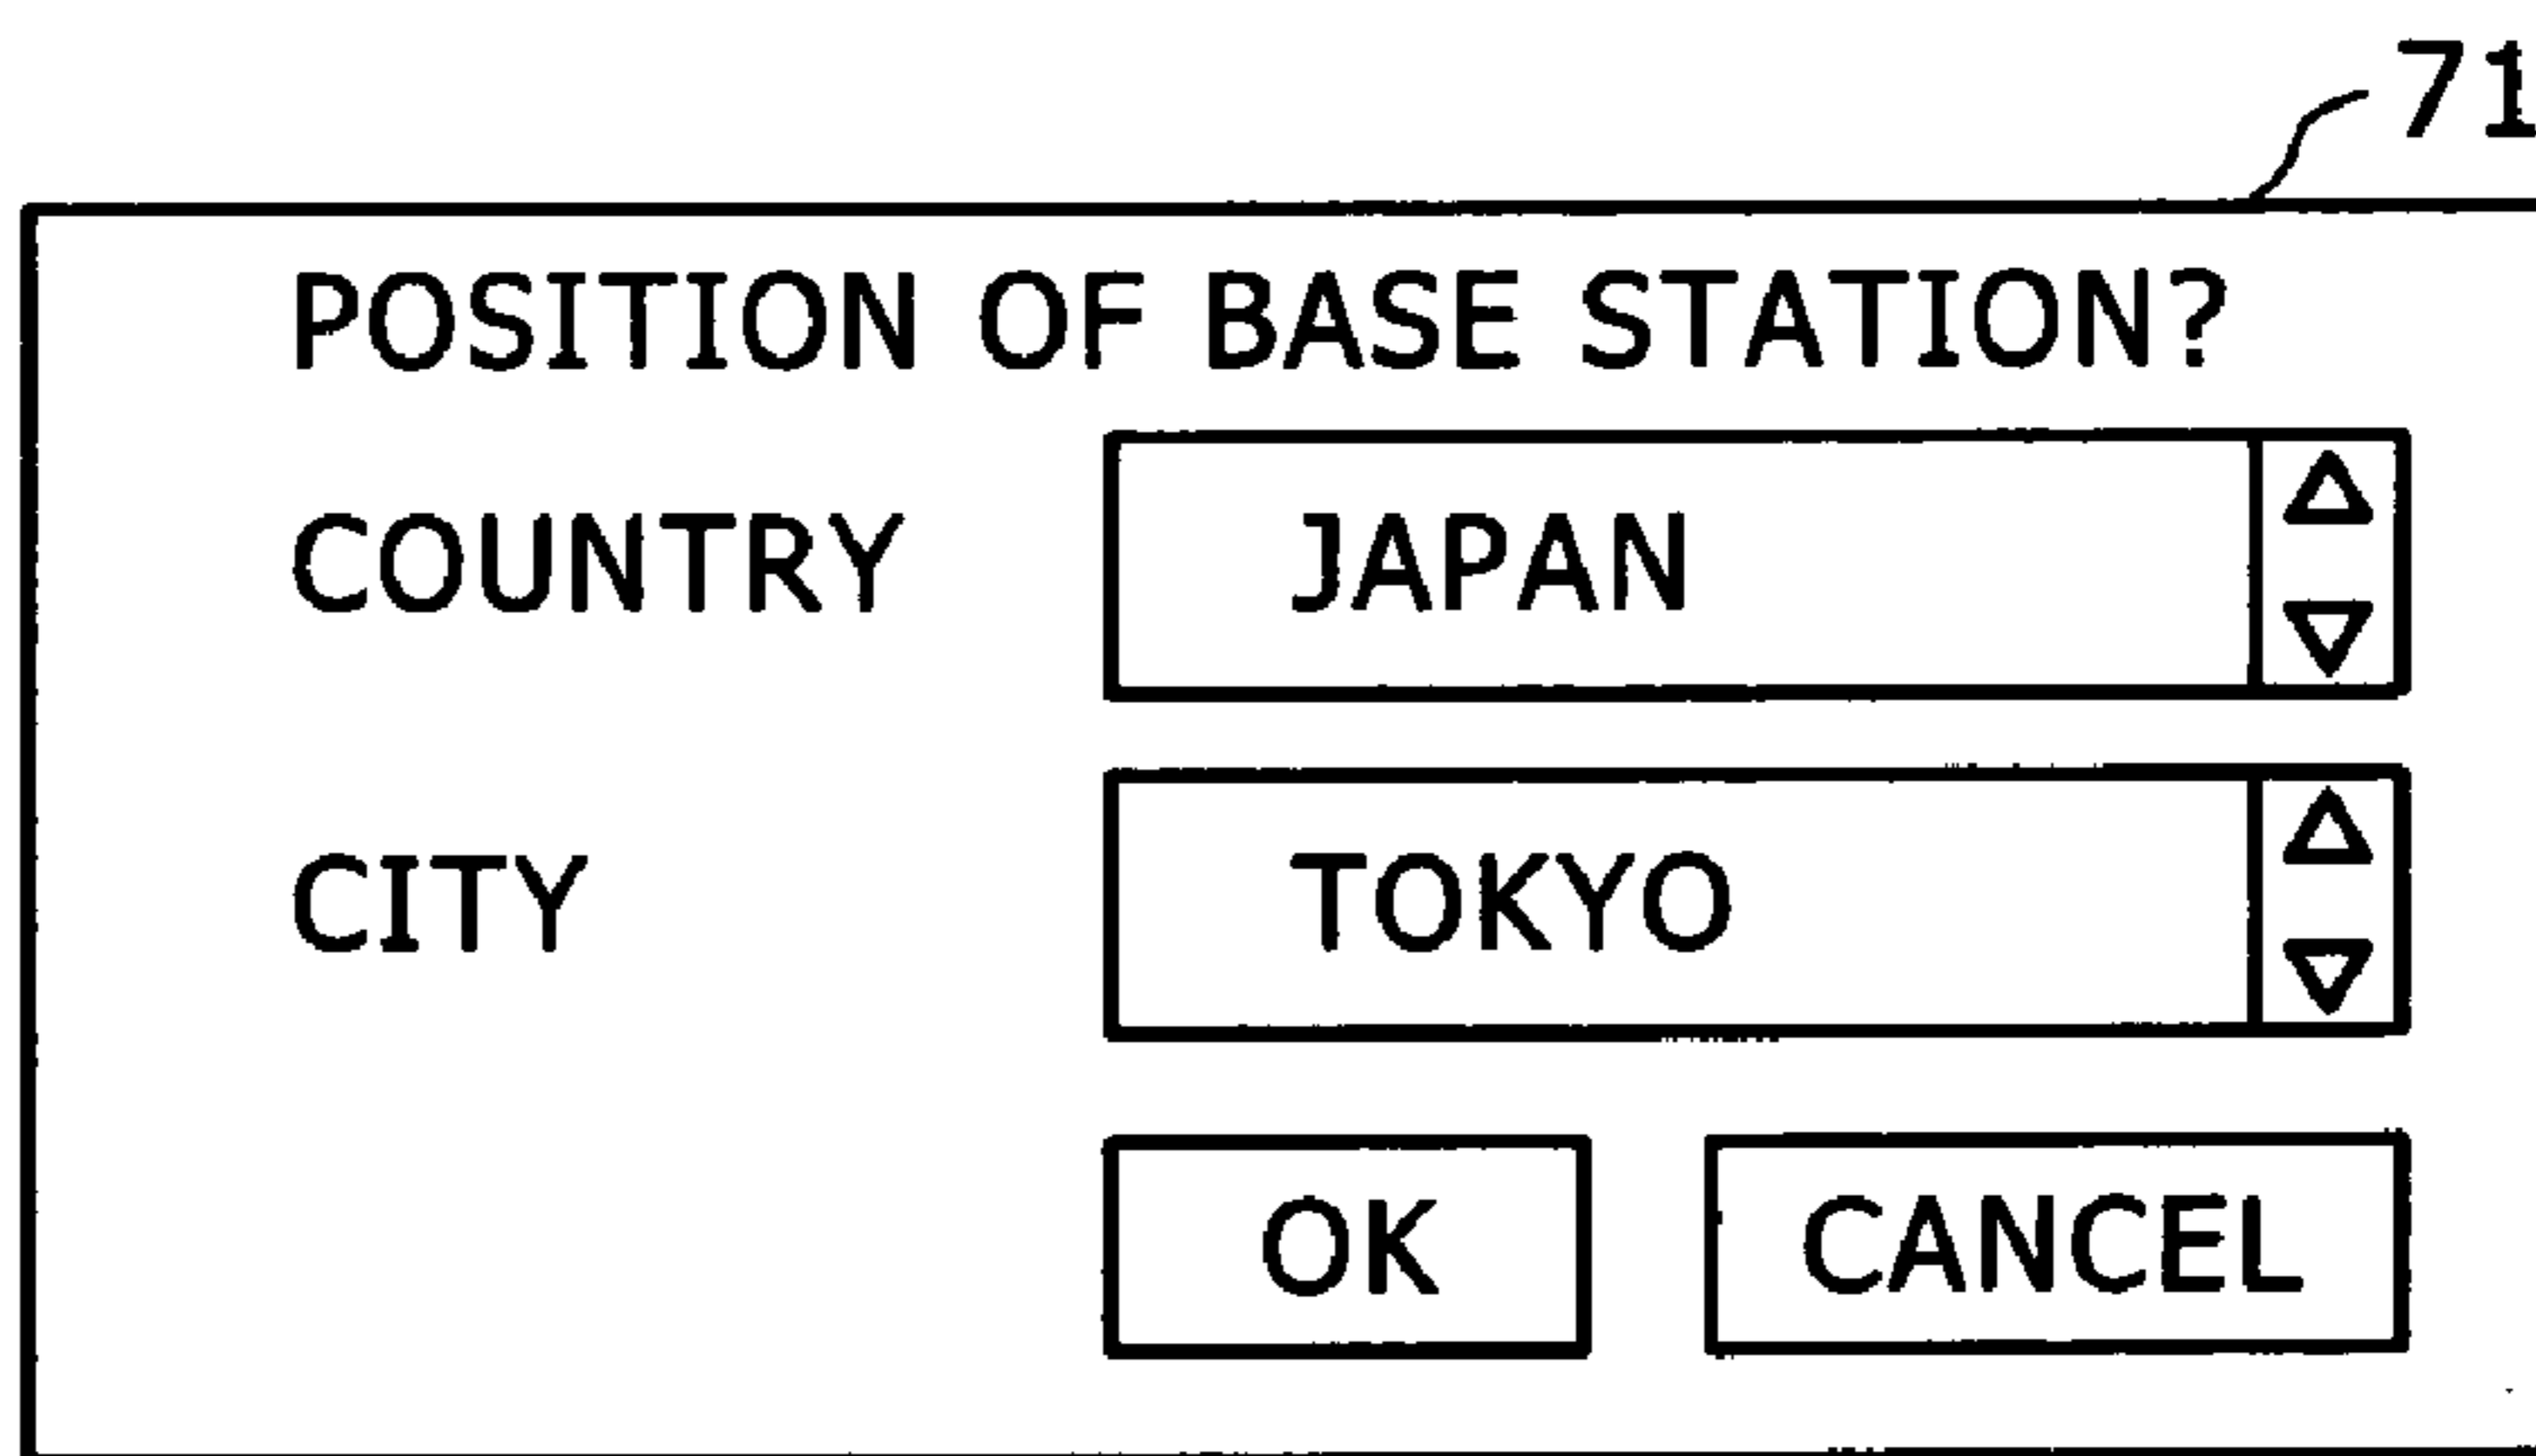 71
POSITION OF BASE STATION?
COUNTRY JAPAN
CITY TOKYO
OK CANCEL